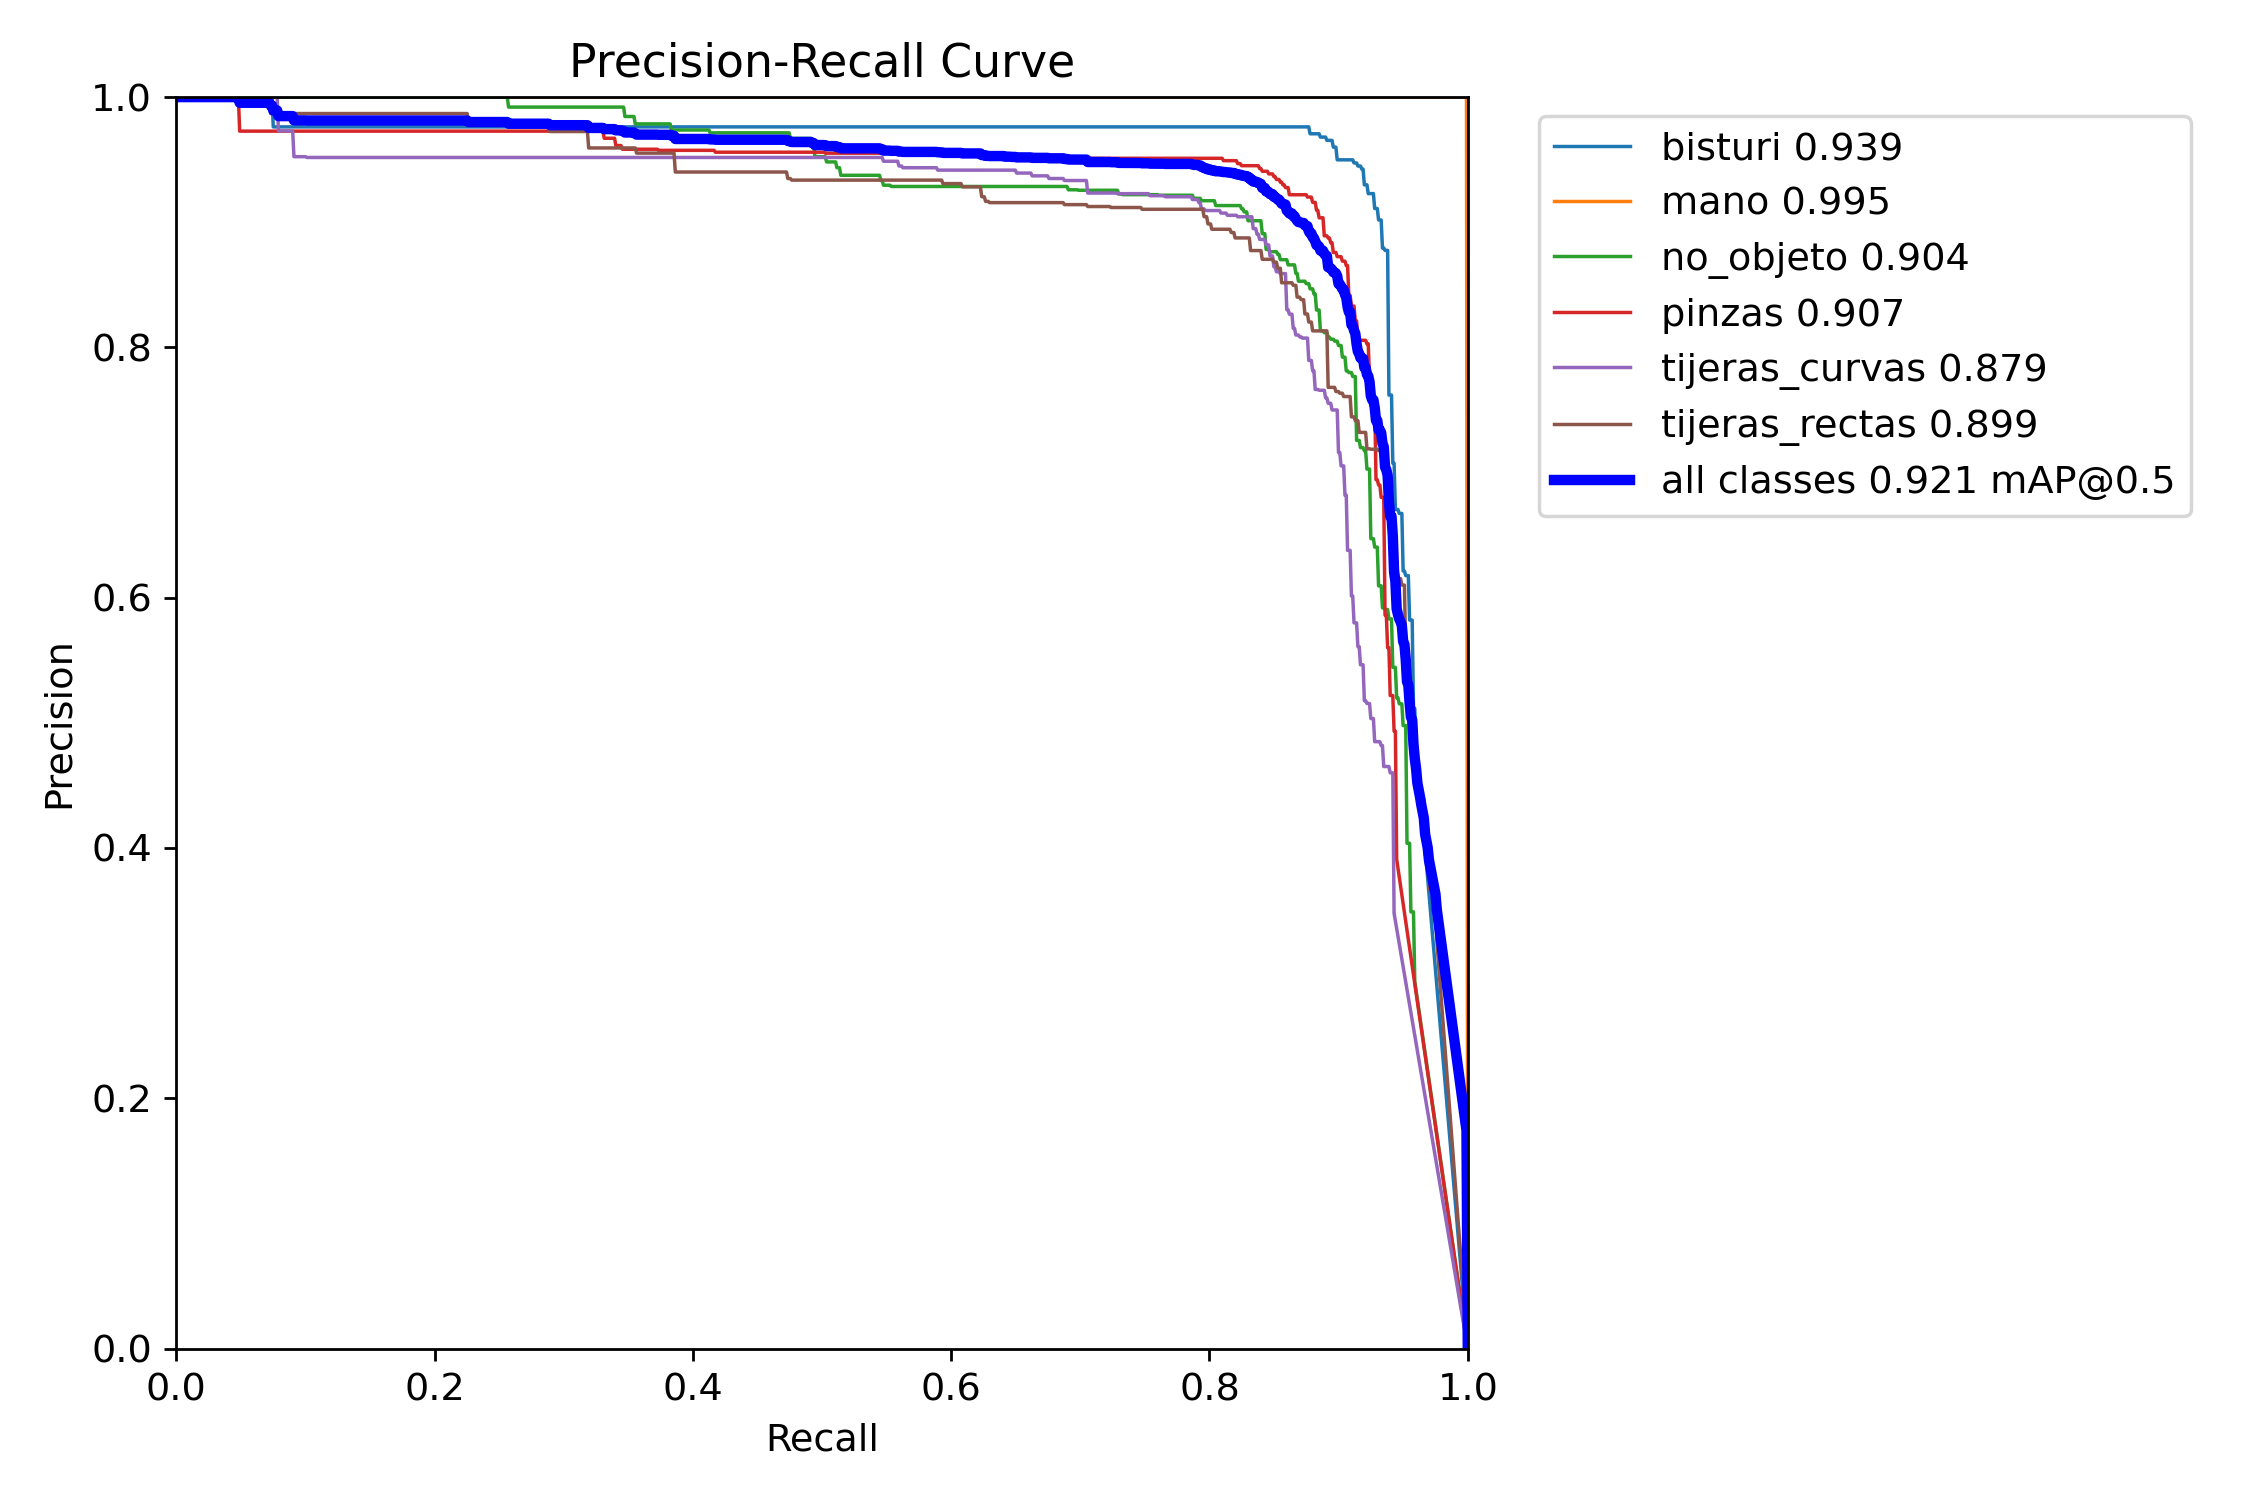 Precision-Recall Curve
1.0
0.8
0.6
0.4
0.2
0.0
Precision
0.0 0.2 0.4 0.6 0.8 1.0
Recall
bisturi 0.939
mano 0.995
no_objeto 0.904
pinzas 0.907
tijeras_curvas 0.879
tijeras_rectas 0.899
all classes 0.921 mAP@0.5